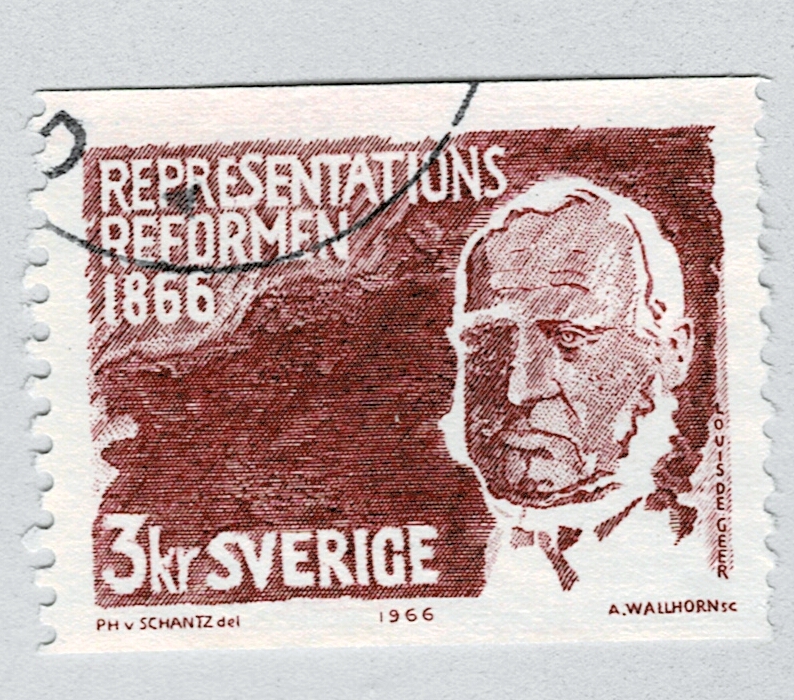 REPRESENTATIONS
REFORMEN
1866
LOUIS DE GEER
3kr SVERIGE
PH v SCHANTZ del
1966
A.WALLHORN sc